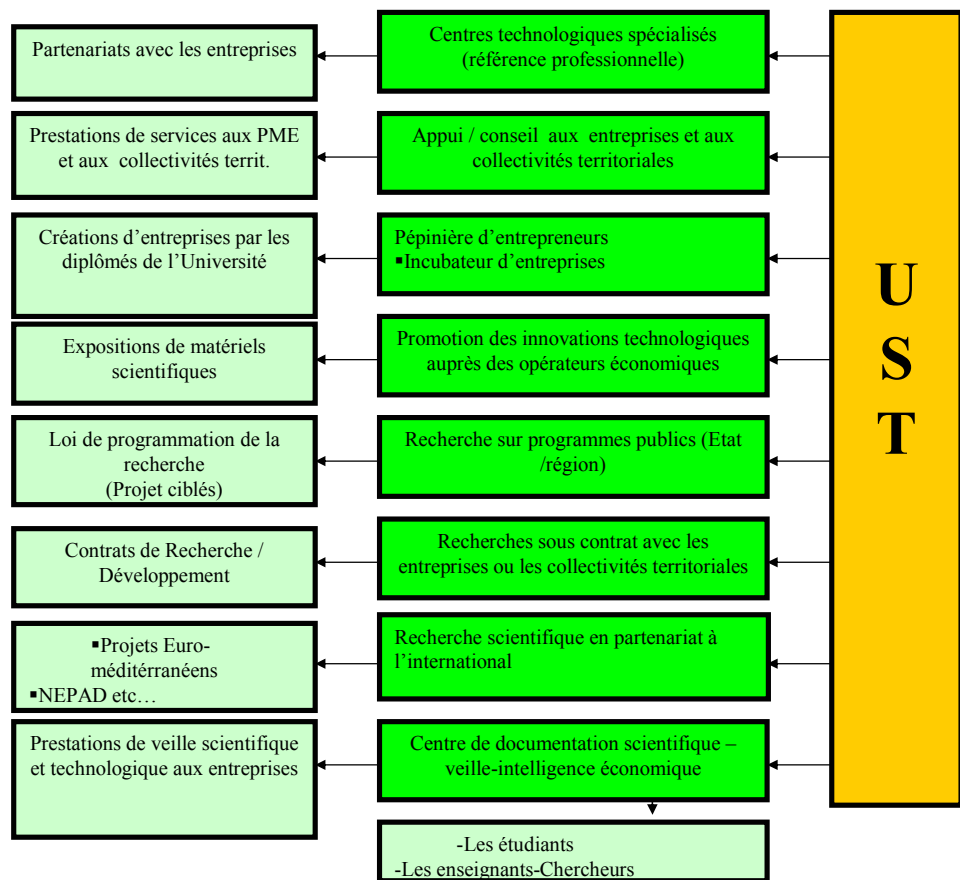 Partenariats avec les entreprises
Centres technologiques spécialisés
(référence professionnelle)
Prestations de services aux PME
et aux collectivités territ.
Appui / conseil aux entreprises et aux
collectivités territoriales
Créations d’entreprises par les
diplômés de l’Université
Pépinière d’entrepreneurs
▪Incubateur d’entreprises
Expositions de matériels
scientifiques
Promotion des innovations technologiques
auprès des opérateurs économiques
Loi de programmation de la
recherche
(Projet ciblés)
Recherche sur programmes publics (Etat
/région)
Contrats de Recherche /
Développement
Recherches sous contrat avec les
entreprises ou les collectivités territoriales
▪Projets Euro-
méditérranéens
▪NEPAD etc…
Recherche scientifique en partenariat à
l’international
Prestations de veille scientifique
et technologique aux entreprises
Centre de documentation scientifique –
veille-intelligence économique
-Les étudiants
-Les enseignants-Chercheurs
U
S
T